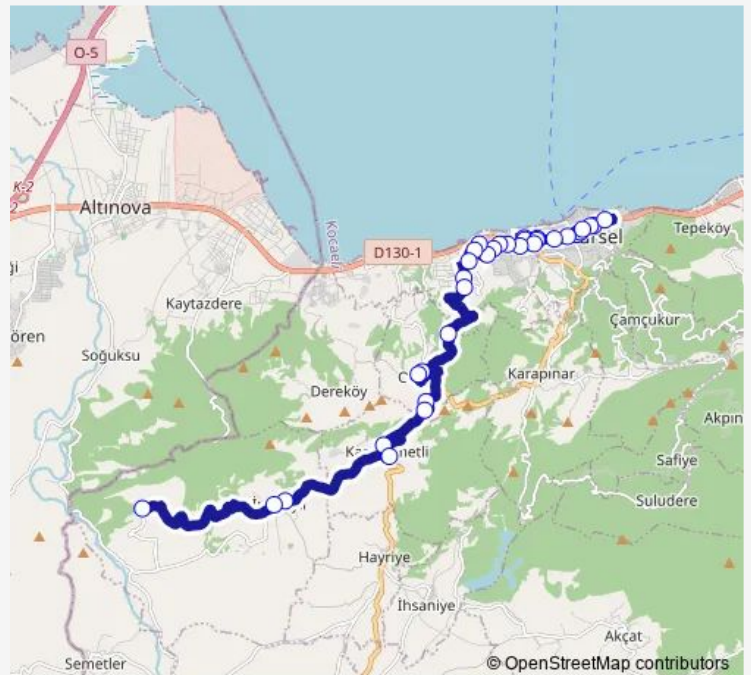 O-5
K-2
Altınova
Kocaeli
D130-1
Tepeköy
Kaytazdere
Çamçukur
ören
Soğuksu
Dereköy
Karapınar
Akpın
Safiye
Suludere
Hayriye
İhsaniye
Akçat
Semetler
© OpenStreetMap contributors